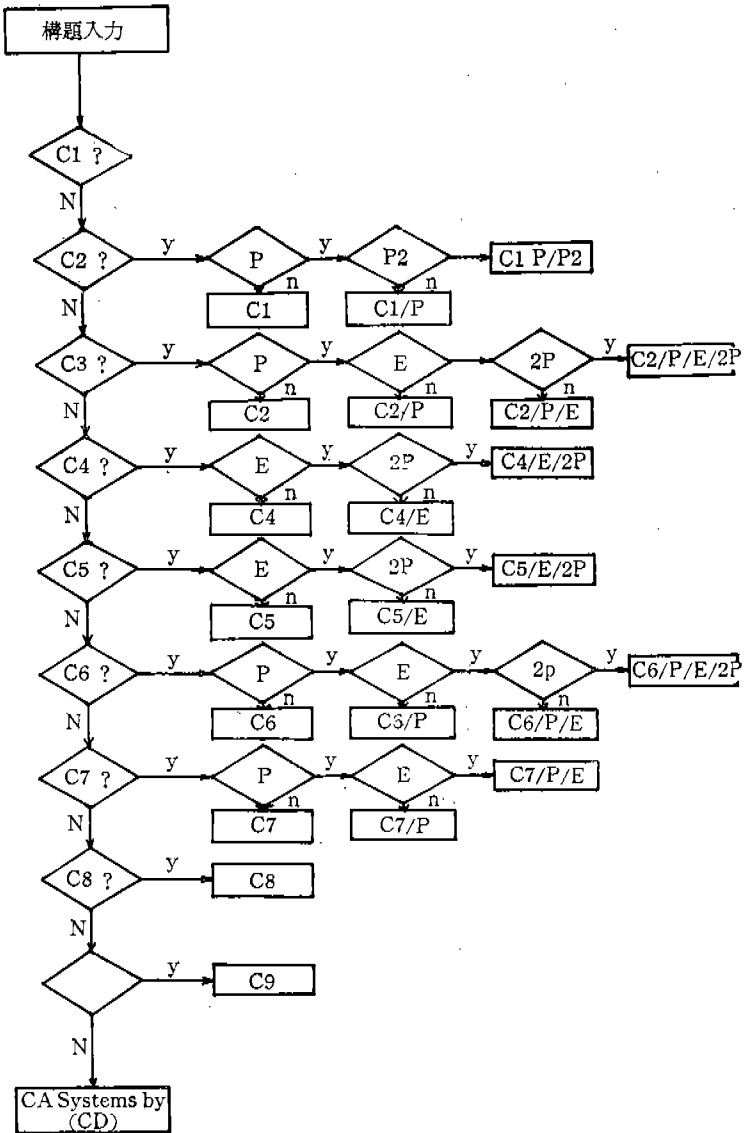 構題入力
C1 ?
N
C2 ? y P y P2 C1 P/P2
n n
C1 C1/P
N
C3 ? y P y E 2P y C2/P/E/2P
n n n
C2 C2/P C2/P/E
N
C4 ? y E y 2P y C4/E/2P
n n
C4 C4/E
N
C5 ? y E y 2P y C5/E/2P
n n
C5 C5/E
N
C6 ? y P y E y 2p y C6/P/E/2P
n n n
C6 C6/P C6/P/E
N
C7 ? y P y E y C7/P/E
n n
C7 C7/P
N
C8 ? y C8
N
y C9
N
CA Systems by
(CD)